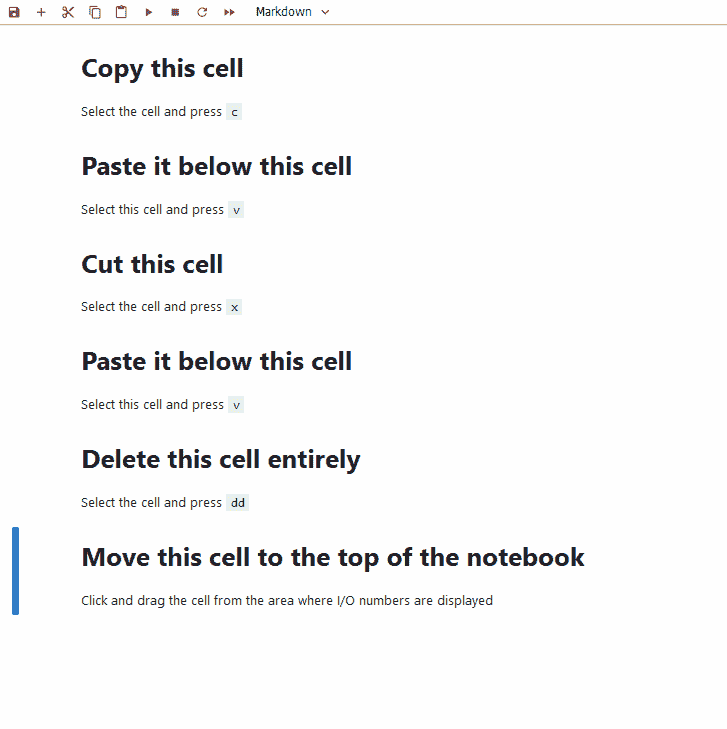 Markdown
Copy this cell
Select the cell and press c
Paste it below this cell
Select this cell and press v
Cut this cell
Select the cell and press x
Paste it below this cell
Select this cell and press v
Delete this cell entirely
Select the cell and press dd
Move this cell to the top of the notebook
Click and drag the cell from the area where I/O numbers are displayed